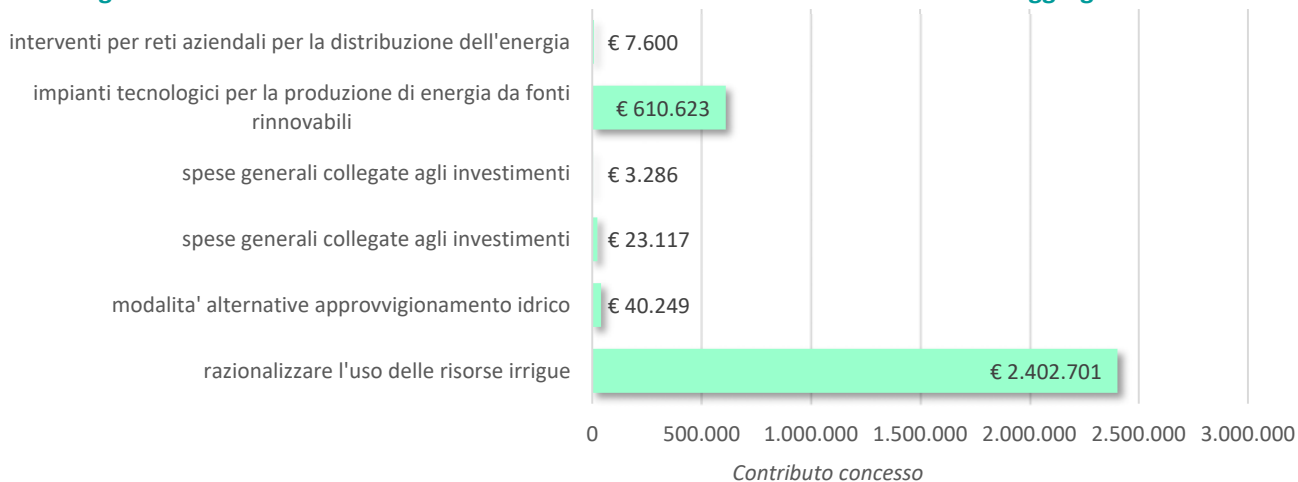 interventi per reti aziendali per la distribuzione dell'energia
€ 7.600
impianti tecnologici per la produzione di energia da fonti
rinnovabili
€ 610.623
spese generali collegate agli investimenti
€ 3.286
spese generali collegate agli investimenti
€ 23.117
modalita' alternative approvvigionamento idrico
€ 40.249
razionalizzare l'uso delle risorse irrigue
€ 2.402.701
0 500.000 1.000.000 1.500.000 2.000.000 2.500.000 3.000.000
Contributo concesso